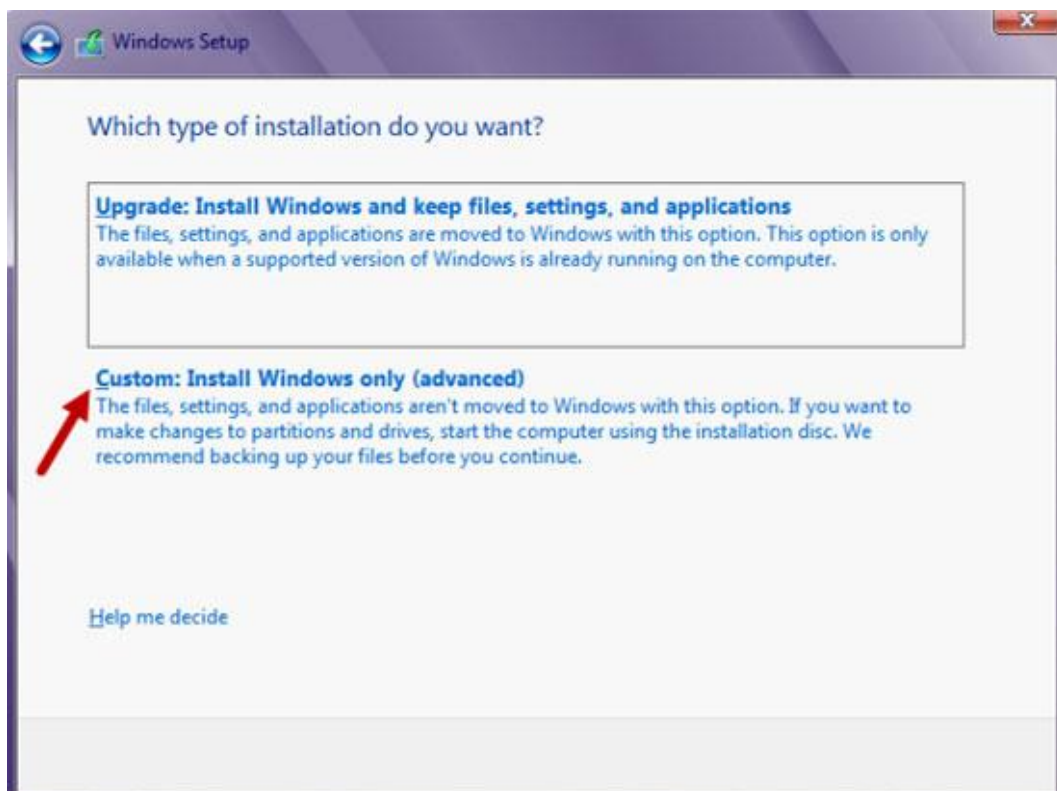 Windows Setup
Which type of installation do you want?
Upgrade: Install Windows and keep files, settings, and applications
The files, settings, and applications are moved to Windows with this option. This option is only
available when a supported version of Windows is already running on the computer.
Custom: Install Windows only (advanced)
The files, settings, and applications aren't moved to Windows with this option. If you want to
make changes to partitions and drives, start the computer using the installation disc. We
recommend backing up your files before you continue.
Help me decide